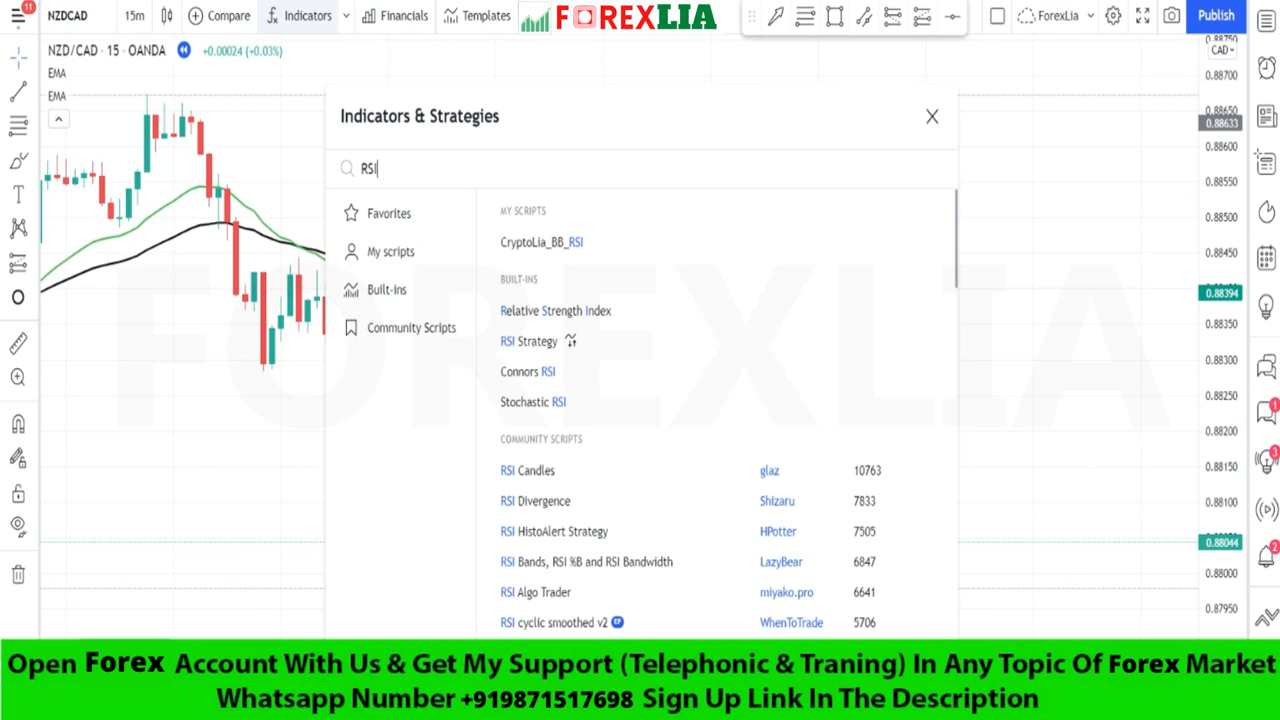 11
NZDCAD 15m Compare Indicators Financials Templates FOREXLIA ForexLia Publish
NZD/CAD · 15 · OANDA +0.00024 (+0.03%)
EMA
EMA
Indicators & Strategies
RSI
Favorites
My scripts
Built-ins
Community Scripts
MY SCRIPTS
CryptoLia_BB_RSI
BUILT-INS
Relative Strength Index
RSI Strategy
Connors RSI
Stochastic RSI
COMMUNITY SCRIPTS
RSI Candles glaz 10763
RSI Divergence Shizaru 7833
RSI HistoAlert Strategy HPotter 7505
RSI Bands, RSI %B and RSI Bandwidth LazyBear 6847
RSI Algo Trader miyako.pro 6641
RSI cyclic smoothed v2 WhenToTrade 5706
FOREXLIA
CAD
0.88700
0.88633
0.88600
0.88550
0.88500
0.88450
0.88394
0.88350
0.88300
0.88250
0.88200
0.88150
0.88100
0.88044
0.88000
0.87950
1
3
2
Open Forex Account With Us & Get My Support (Telephonic & Traning) In Any Topic Of Forex Market
Whatsapp Number +919871517698 Sign Up Link In The Description